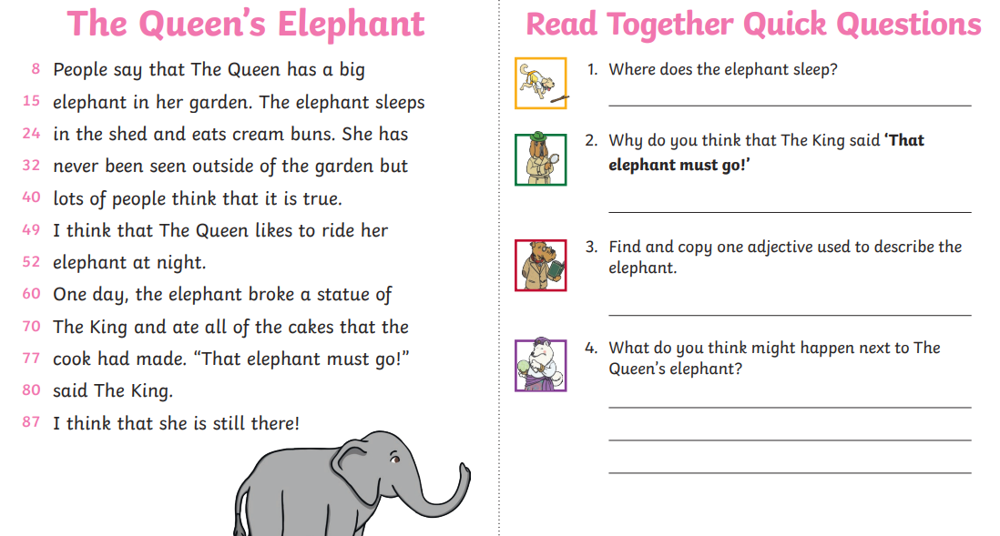 The Queen's Elephant
8 People say that The Queen has a big
15 elephant in her garden. The elephant sleeps
24 in the shed and eats cream buns. She has
32 never been seen outside of the garden but
40 lots of people think that it is true.
49 I think that The Queen likes to ride her
52 elephant at night.
60 One day, the elephant broke a statue of
70 The King and ate all of the cakes that the
77 cook had made. “That elephant must go!”
80 said The King.
87 I think that she is still there!
Read Together Quick Questions
1. Where does the elephant sleep?
2. Why do you think that The King said ‘That
elephant must go!’
3. Find and copy one adjective used to describe the
elephant.
4. What do you think might happen next to The
Queen’s elephant?